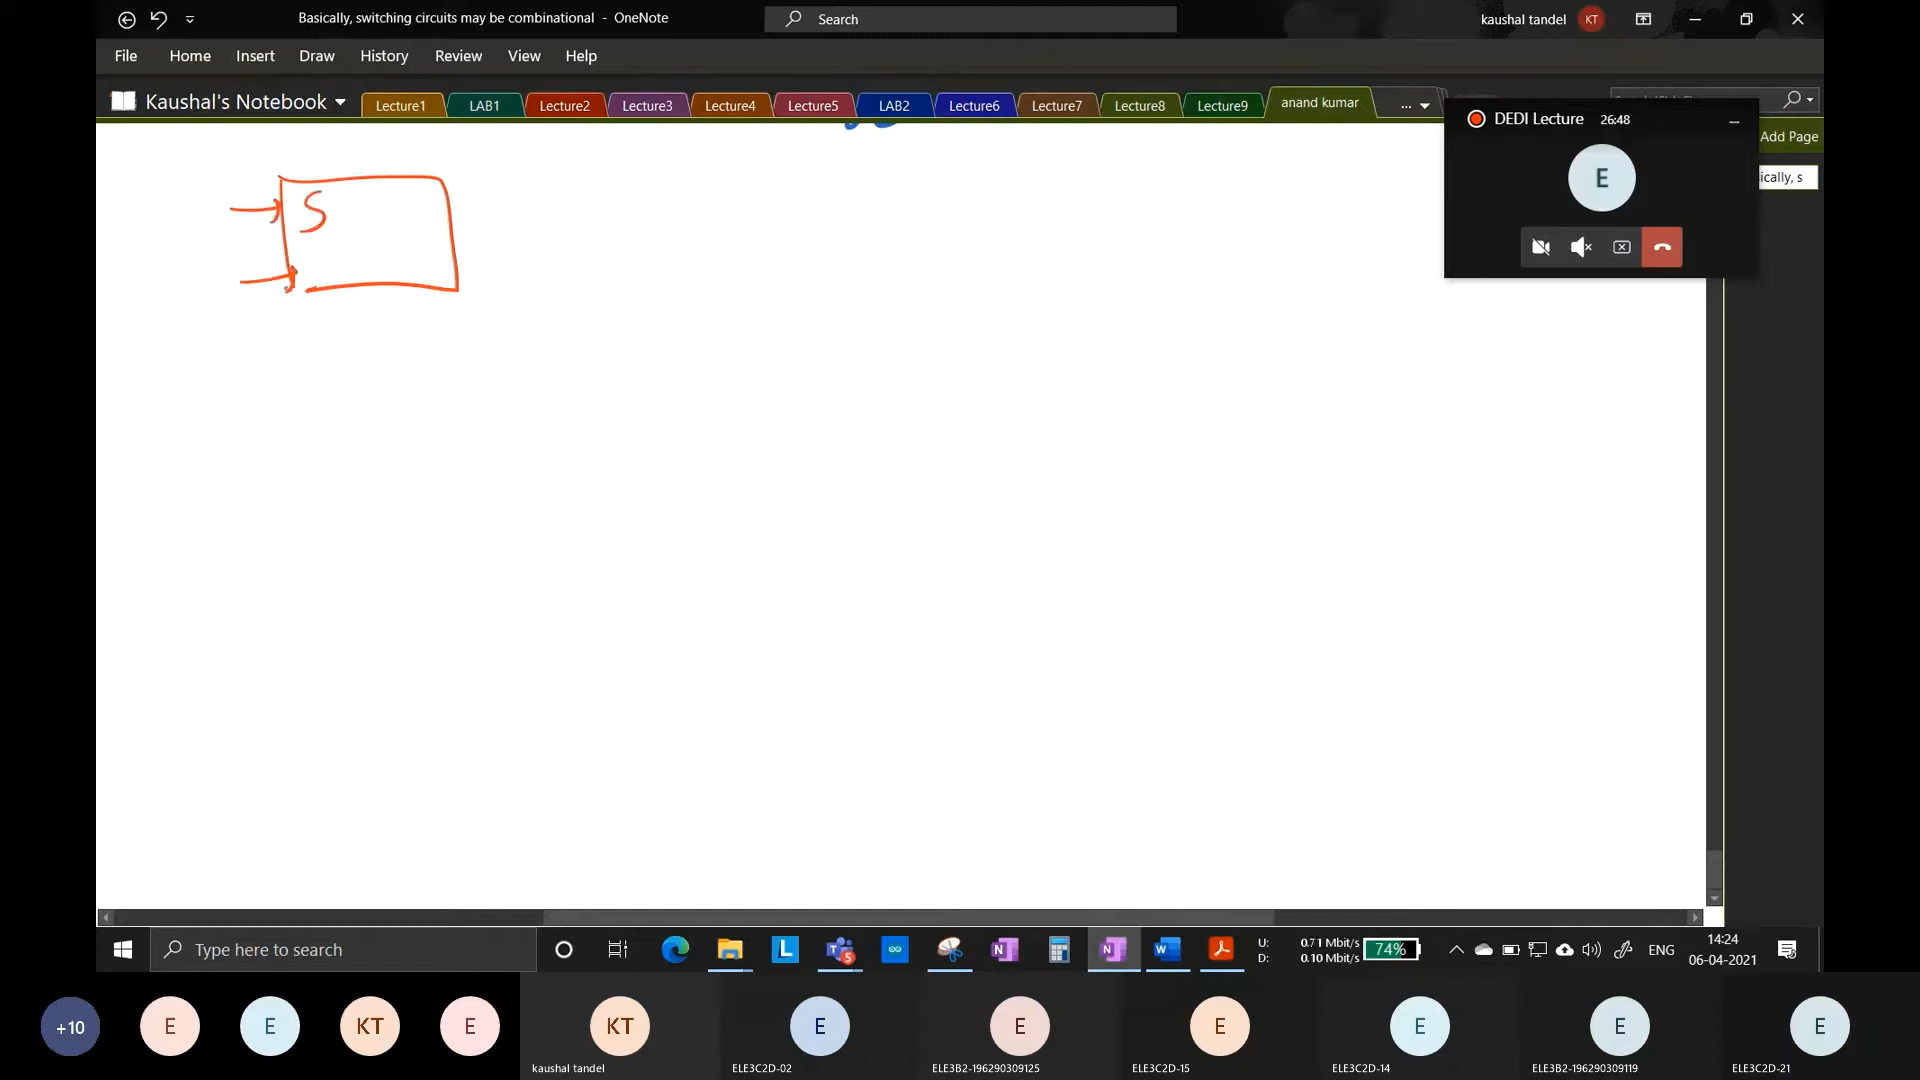 Basically, switching circuits may be combinational - OneNote
Search
kaushal tandel
KT
File Home Insert Draw History Review View Help
Kaushal's Notebook
Lecture1 LAB1 Lecture2 Lecture3 Lecture4 Lecture5 LAB2 Lecture6 Lecture7 Lecture8 Lecture9 anand kumar ...
DEDI Lecture 26:48
Add Page
E
ically, s
S
Type here to search
L
5
U: 0.71 Mbit/s
D: 0.10 Mbit/s
74%
ENG
14:24
06-04-2021
+10 E E KT E KT E E E E E E
kaushal tandel ELE3C2D-02 ELE3B2-196290309125 ELE3C2D-15 ELE3C2D-14 ELE3B2-196290309119 ELE3C2D-21